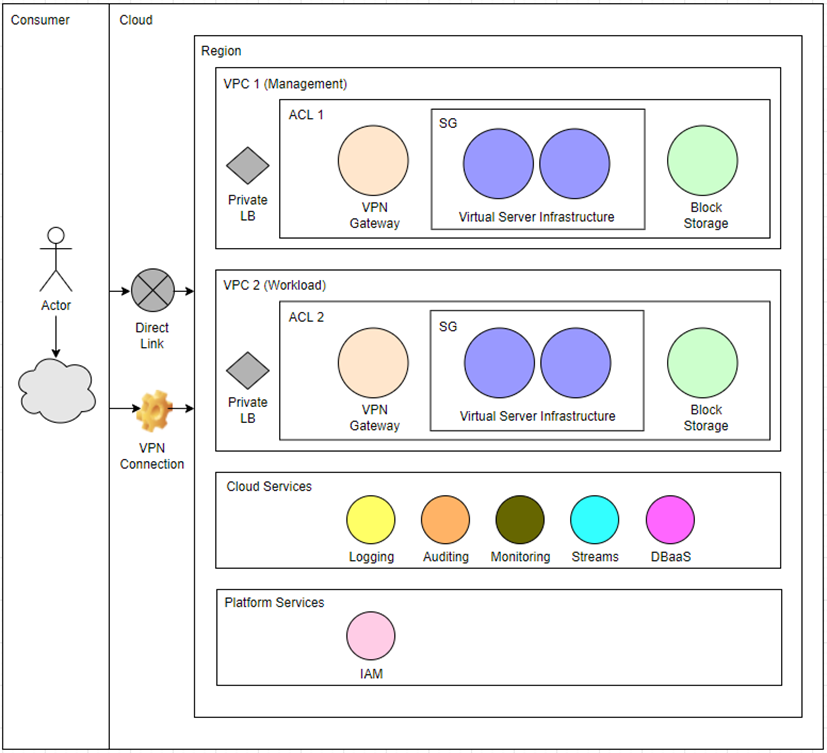 Consumer
Cloud
Region
VPC 1 (Management)
ACL 1
SG
Private
LB
VPN
Gateway
Virtual Server Infrastructure
Block
Storage
Actor
Direct
Link
VPN
Connection
VPC 2 (Workload)
ACL 2
SG
Private
LB
VPN
Gateway
Virtual Server Infrastructure
Block
Storage
Cloud Services
Logging
Auditing
Monitoring
Streams
DBaaS
Platform Services
IAM